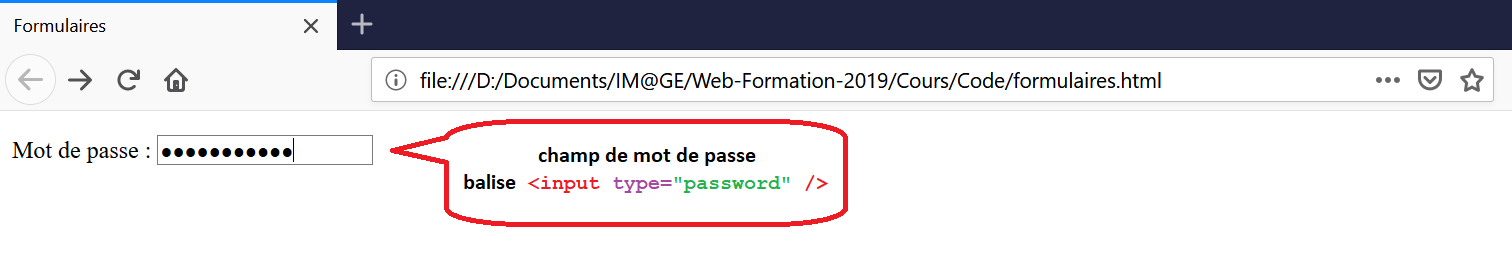 Formulaires
file:///D:/Documents/IM@GE/Web-Formation-2019/Cours/Code/formulaires.html
Mot de passe : ●●●●●●●●●●●
champ de mot de passe
balise <input type="password" />